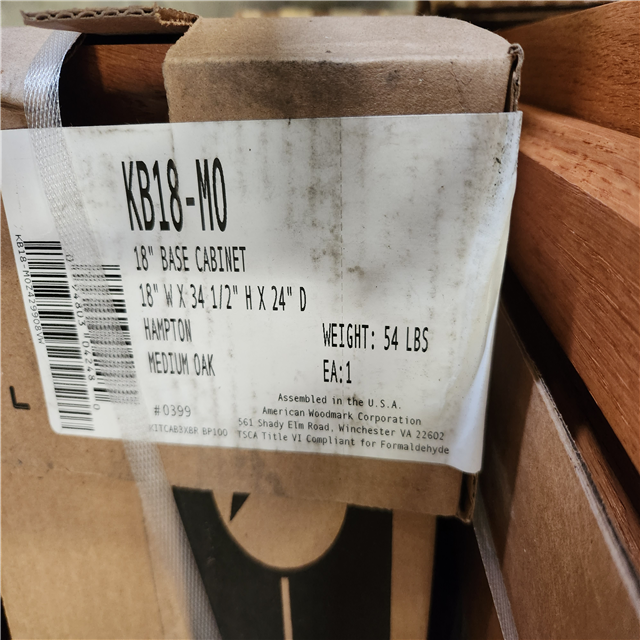 KB18-MO
18" BASE CABINET
18" W X 34 1/2" H X 24" D
HAMPTON
WEIGHT: 54 LBS
MEDIUM OAK
EA:1
#0399
Assembled in the U.S.A.
American Woodmark Corporation
561 Shady Elm Road, Winchester VA 22602
KITCAB3XBR BP100 TSCA Title VI Compliant for Formaldehyde
L